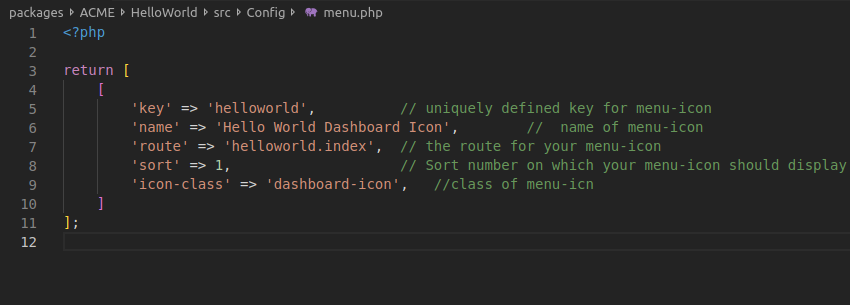 packages › ACME › HelloWorld › src › Config › menu.php
1 <?php
2
3 return [
4 [
5 'key' => 'helloworld', // uniquely defined key for menu-icon
6 'name' => 'Hello World Dashboard Icon', //  name of menu-icon
7 'route' => 'helloworld.index', // the route for your menu-icon
8 'sort' => 1, // Sort number on which your menu-icon should display
9 'icon-class' => 'dashboard-icon', //class of menu-icn
10 ]
11 ];
12